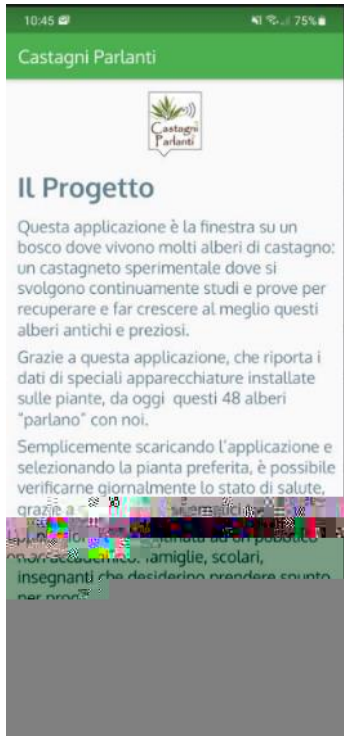 10:45 75%
Castagni Parlanti
Castagni
Parlanti
Il Progetto
Questa applicazione è la finestra su un
bosco dove vivono molti alberi di castagno:
un castagneto sperimentale dove si
svolgono continuamente studi e prove per
recuperare e far crescere al meglio questi
alberi antichi e preziosi.
Grazie a questa applicazione, che riporta i
dati di speciali apparecchiature installate
sulle piante, da oggi questi 48 alberi
"parlano" con noi.
Semplicemente scaricando l'applicazione e
selezionando la pianta preferita, è possibile
verificarne giornalmente lo stato di salute,
grazie a
ad un pubblico
non accademico: famiglie, scolari,
insegnanti che desiderino prendere spunto
per